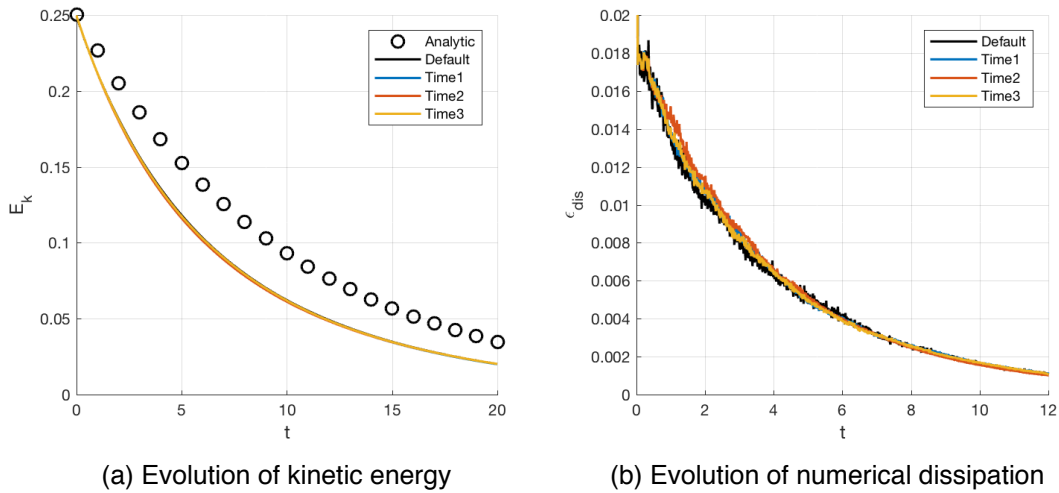 0.25
0.2
0.15
0.1
0.05
0
E_k
0 5 10 15 20
t
Analytic
Default
Time1
Time2
Time3
(a) Evolution of kinetic energy
0.02
0.018
0.016
0.014
0.012
0.01
0.008
0.006
0.004
0.002
0
ϵ_dis
0 2 4 6 8 10 12
t
Default
Time1
Time2
Time3
(b) Evolution of numerical dissipation